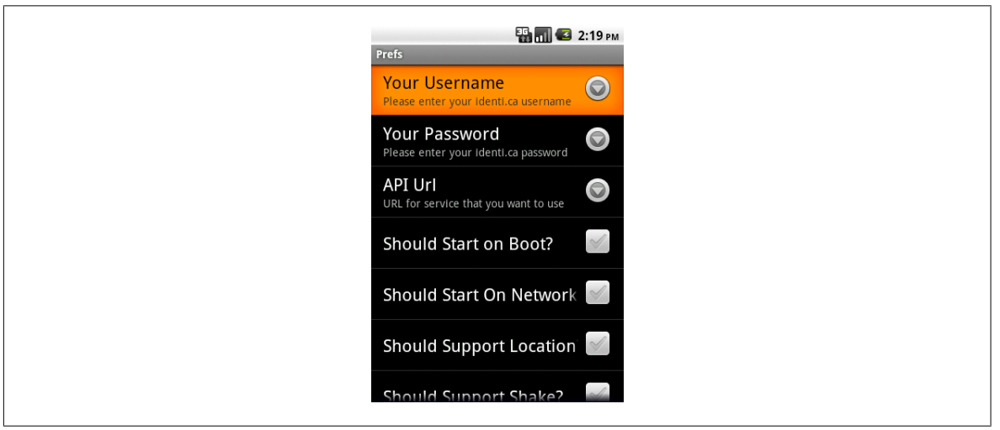 3G 2:19 PM
Prefs
Your Username
Please enter your identi.ca username
Your Password
Please enter your identi.ca password
API Url
URL for service that you want to use
Should Start on Boot?
Should Start On Network
Should Support Location
Should Support Shake?